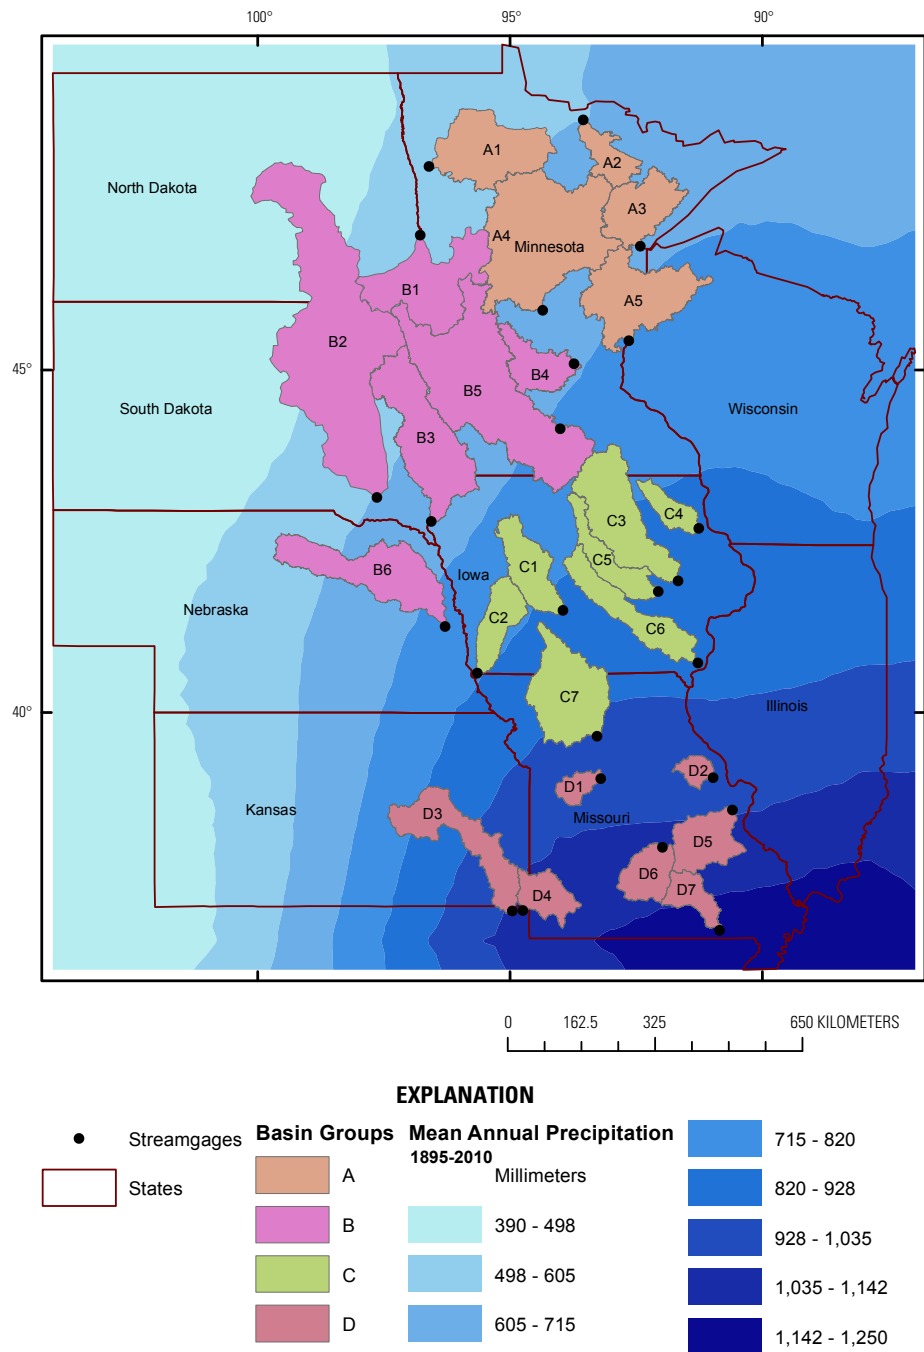 100°
95°
90°
A1
A2
North Dakota
A3
A4
Minnesota
B1
A5
B2
45°
B4
B5
South Dakota
Wisconsin
B3
C3
C4
C5
B6
Iowa
C1
Nebraska
C2
C6
C7
40°
Illinois
D2
D1
Kansas
D3
Missouri
D5
D6
D7
D4
0
162.5
325
650 KILOMETERS
EXPLANATION
Streamgages
States
Basin Groups
A
B
C
D
Mean Annual Precipitation
1895-2010
Millimeters
390 - 498
498 - 605
605 - 715
715 - 820
820 - 928
928 - 1,035
1,035 - 1,142
1,142 - 1,250